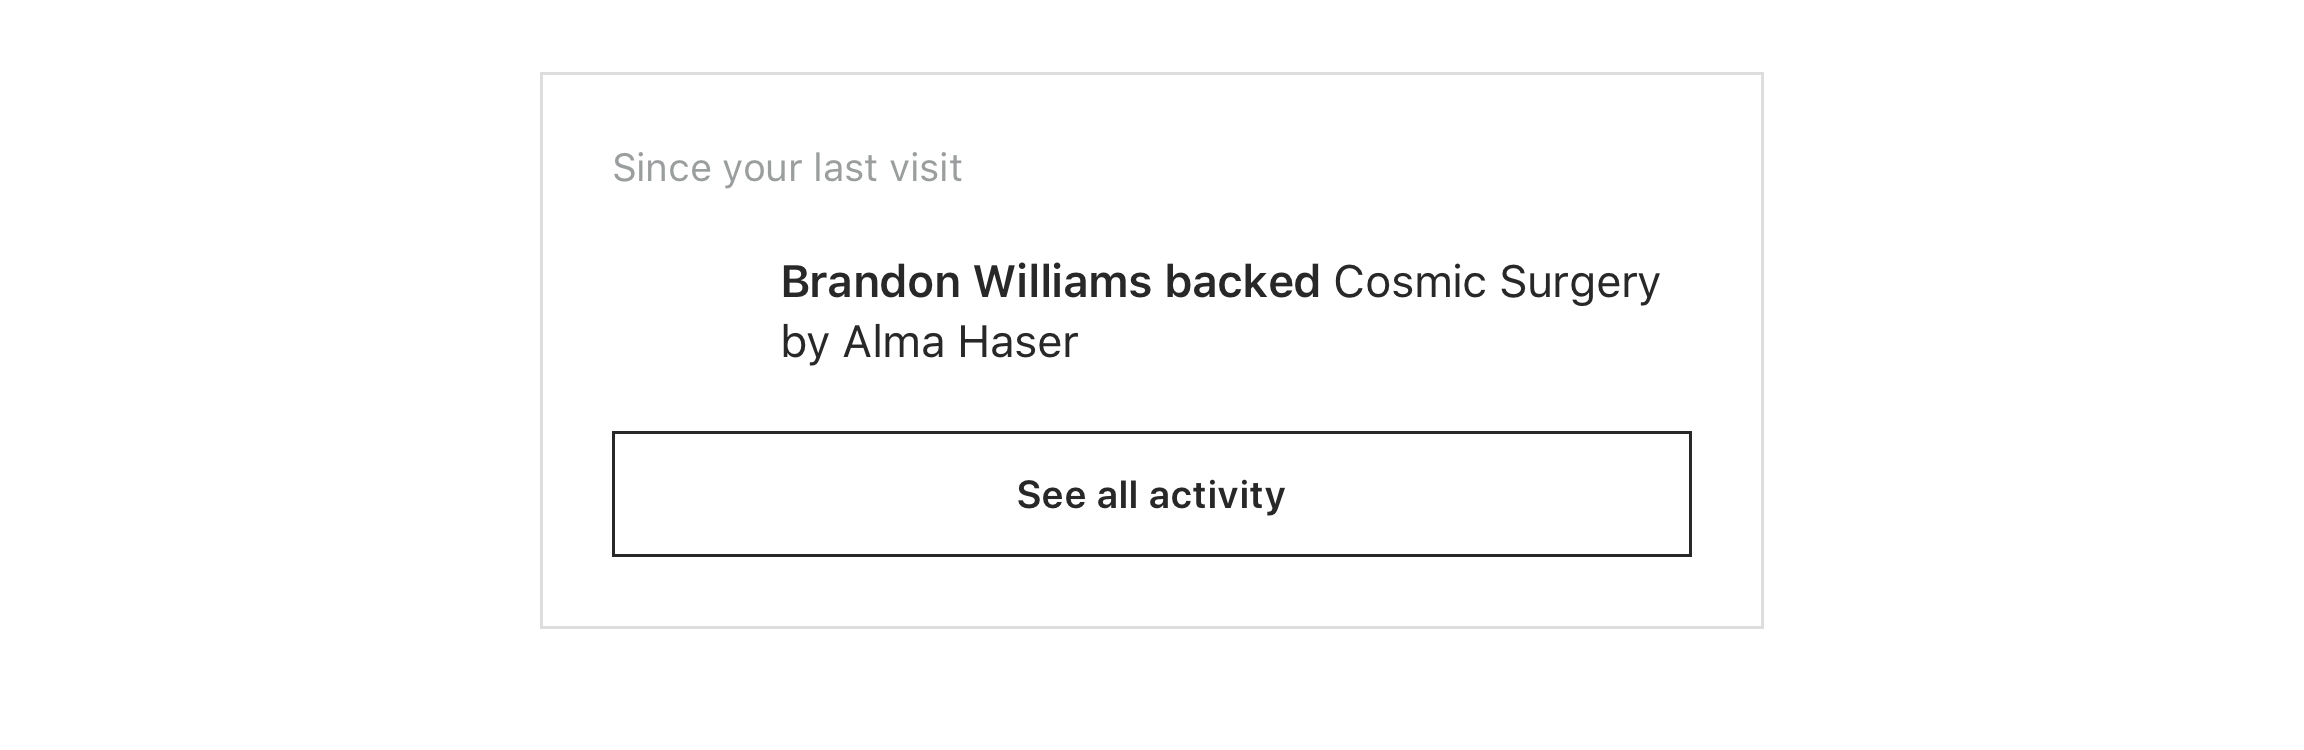 Since your last visit
Brandon Williams backed Cosmic Surgery
by Alma Haser
See all activity